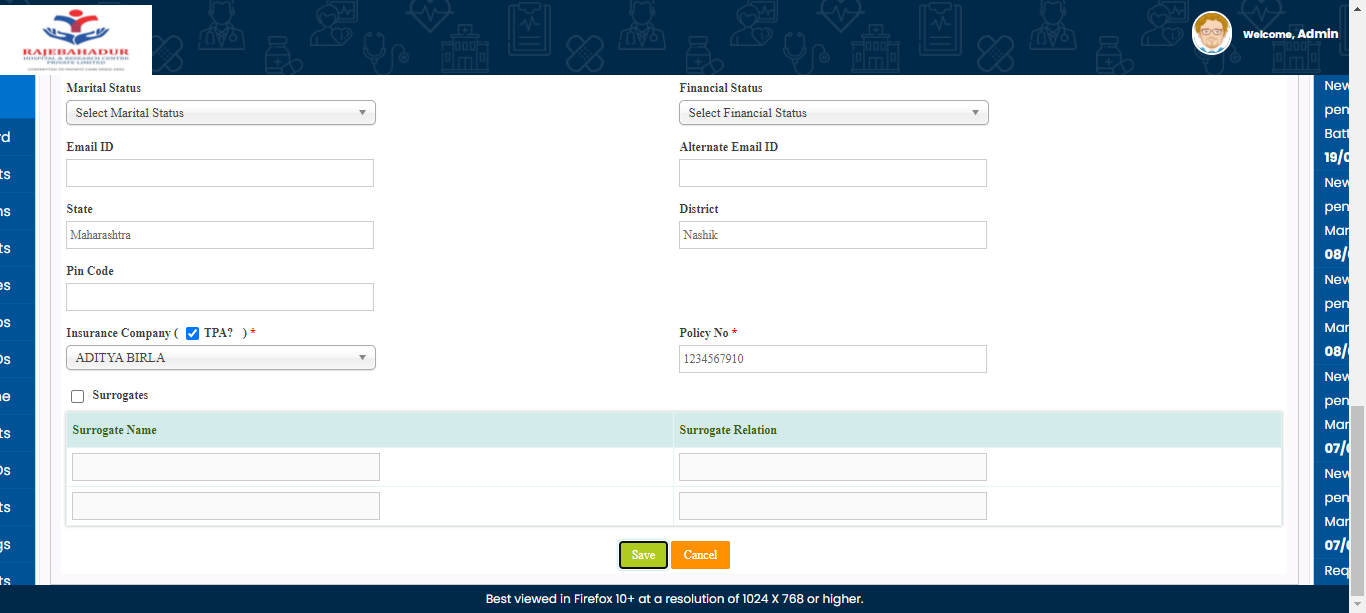 RAJEBAHADUR
HOSPITAL & RESEARCH CENTRE
PRIVATE LIMITED
Welcome, Admin
Marital Status
Financial Status
Select Marital Status
Select Financial Status
Email ID
Alternate Email ID
State
District
Maharashtra
Nashik
Pin Code
Insurance Company ( TPA? ) *
Policy No *
ADITYA BIRLA
1234567910
Surrogates
Surrogate Name
Surrogate Relation
Save
Cancel
rd
ts
ns
ts
es
os
Ds
ne
ts
Ds
ts
gs
ts
New
pen
Batt
19/0
New
pen
Mar
08/
New
pen
Mar
08/
New
pen
Mar
07/
New
pen
Mar
07/
Req
Best viewed in Firefox 10+ at a resolution of 1024 X 768 or higher.